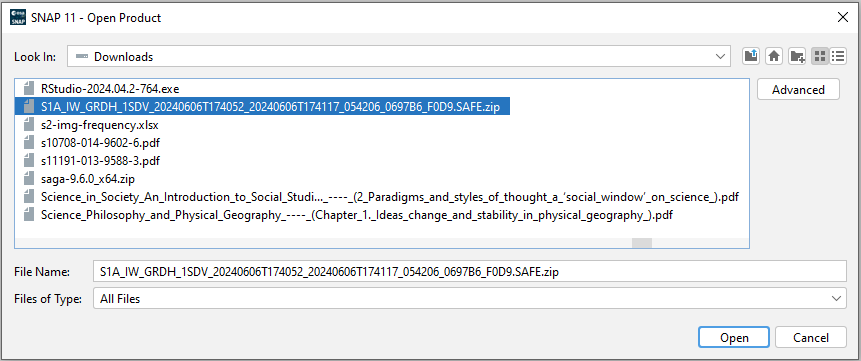 SNAP 11 - Open Product
Look In: Downloads
RStudio-2024.04.2-764.exe
S1A_IW_GRDH_1SDV_20240606T174052_20240606T174117_054206_0697B6_F0D9.SAFE.zip
s2-img-frequency.xlsx
s10708-014-9602-6.pdf
s11191-013-9588-3.pdf
saga-9.6.0_x64.zip
Science_in_Society_An_Introduction_to_Social_Studi..._----_(2_Paradigms_and_styles_of_thought_a_‘social_window’_on_science_).pdf
Science_Philosophy_and_Physical_Geography_----_(Chapter_1._Ideas_change_and_stability_in_physical_geography_).pdf
Advanced
File Name: S1A_IW_GRDH_1SDV_20240606T174052_20240606T174117_054206_0697B6_F0D9.SAFE.zip
Files of Type: All Files
Open Cancel